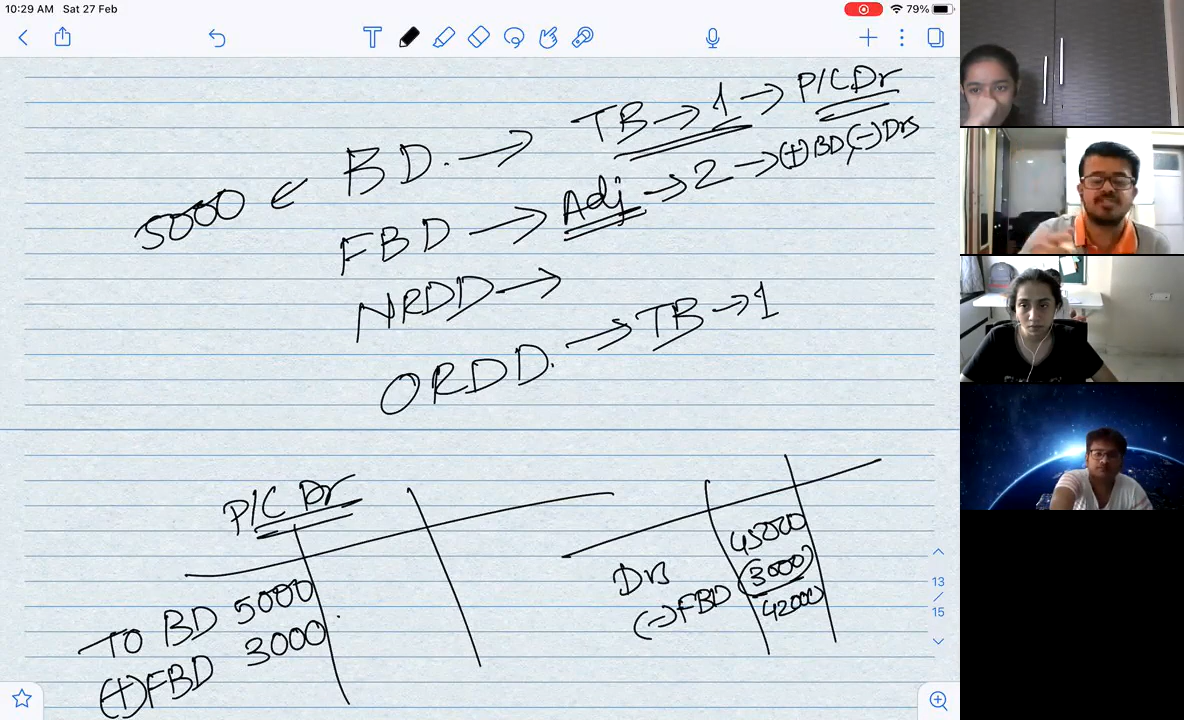 10:29 AM Sat 27 Feb
79%
TB → 1 → P/C Dr
5000 ← BD. →
FBD → Adj → 2 → (+) BD, (-) Drs
NRDD →
ORDD. → TB → 1
P/C Dr
To BD 5000
(+) FBD 3000
45000
Drs (3000)
(-) FBD 42000
13
/
15